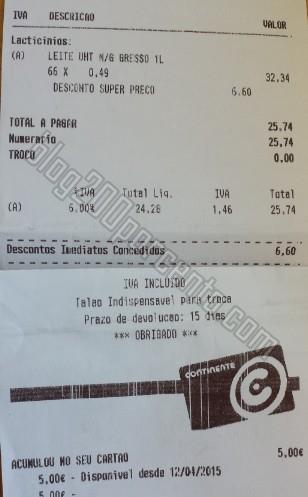 IVA DESCRICAO VALOR
Lacticinios:
(A) LEITE UHT M/G GRESSO 1L
66 X 0,49 32,34
DESCONTO SUPER PRECO 6.60
TOTAL A PAGAR 25.74
Numerario 25,74
TROCO 0.00
%IVA Total Liq. IVA Total
(A) 6.00% 24.28 1,46 25,74
Descontos Imediatos Concedidos 6,60
IVA INCLUIDO
Talao Indispensavel para troca
Prazo de devolucao: 15 dias
*** OBRIGADO ***
CONTINENTE
C
ACUMULOU NO SEU CARTAO 5,00€
5,00€ - Disponivel desde 12/04/2015
5,00€ -